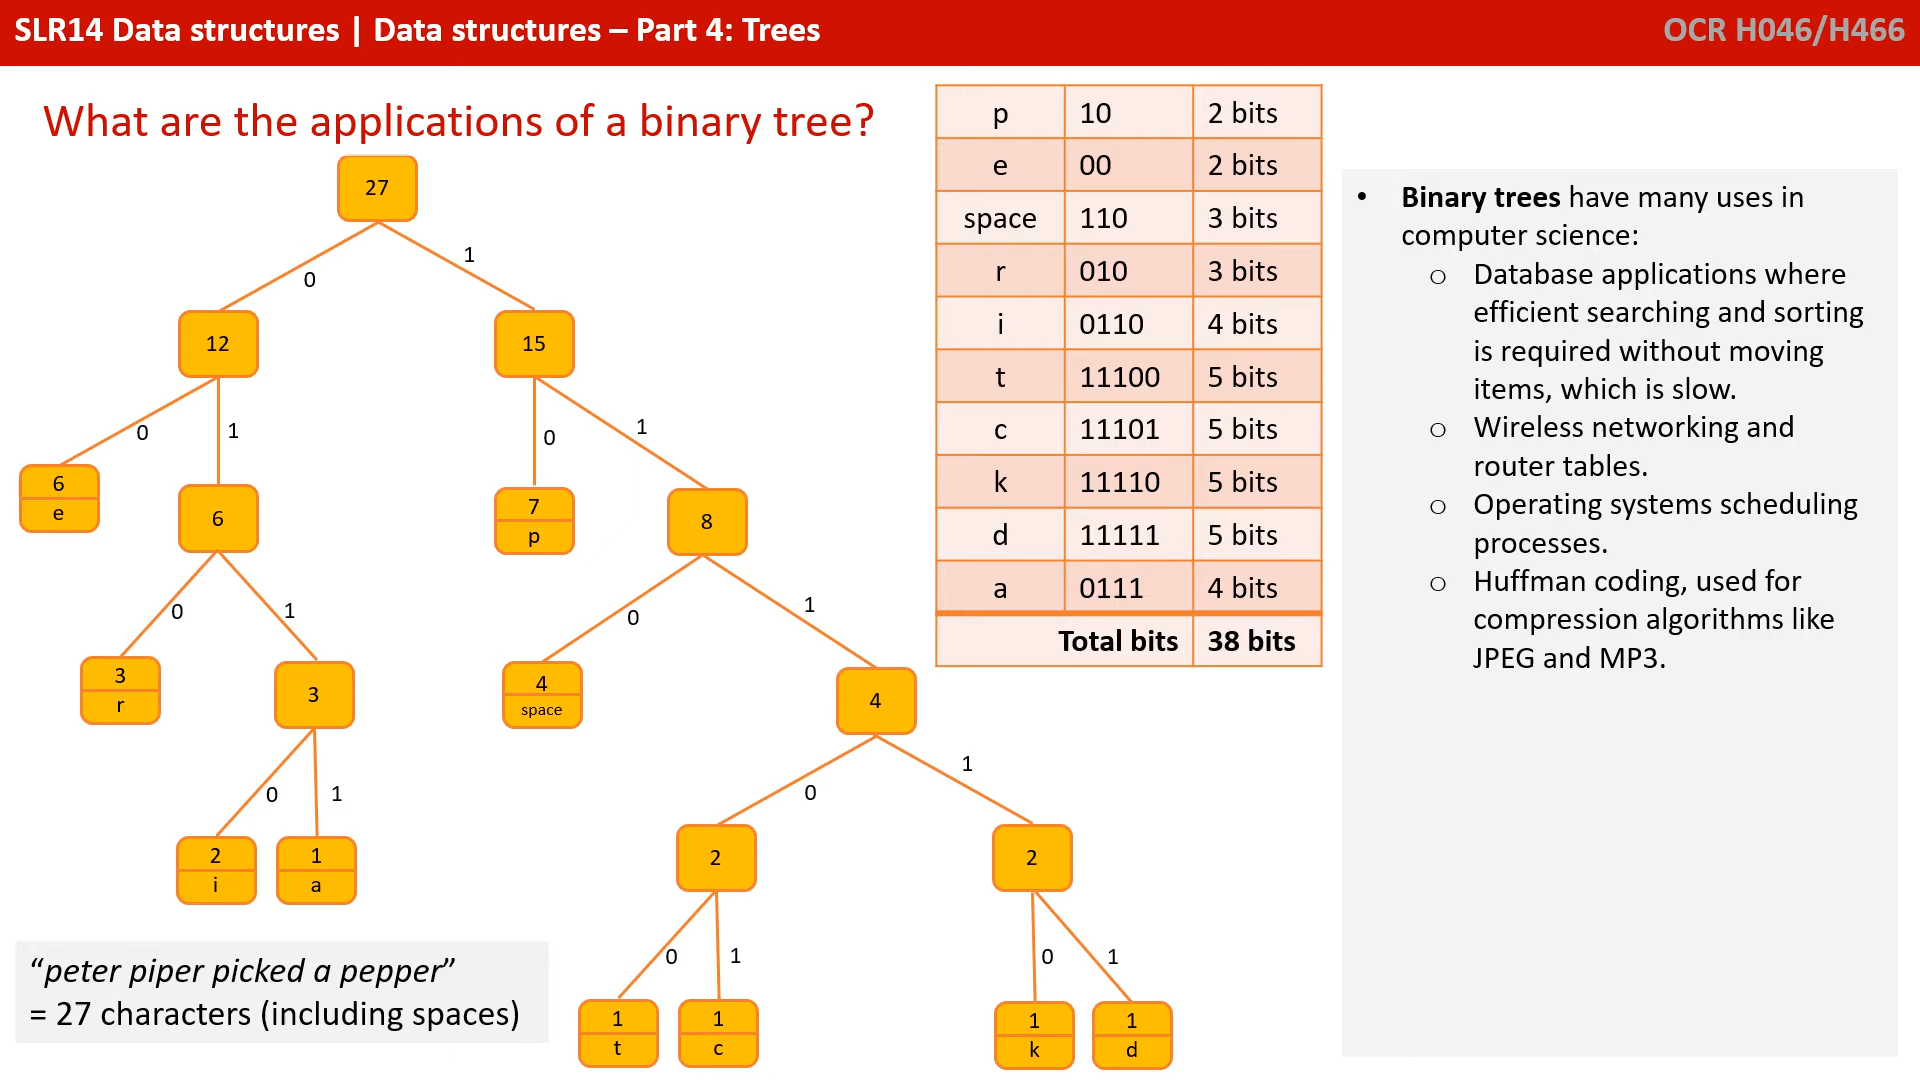 SLR14 Data structures | Data structures – Part 4: Trees
OCR H046/H466
What are the applications of a binary tree?
27
0
1
12
15
0
1
0
1
6
e
6
7
p
8
0
1
0
1
3
r
3
4
space
4
0
1
0
1
2
i
1
a
2
2
0
1
0
1
1
t
1
c
1
k
1
d
“peter piper picked a pepper”
= 27 characters (including spaces)
p 10 2 bits
e 00 2 bits
space 110 3 bits
r 010 3 bits
i 0110 4 bits
t 11100 5 bits
c 11101 5 bits
k 11110 5 bits
d 11111 5 bits
a 0111 4 bits
Total bits 38 bits
• Binary trees have many uses in
computer science:
o Database applications where
efficient searching and sorting
is required without moving
items, which is slow.
o Wireless networking and
router tables.
o Operating systems scheduling
processes.
o Huffman coding, used for
compression algorithms like
JPEG and MP3.